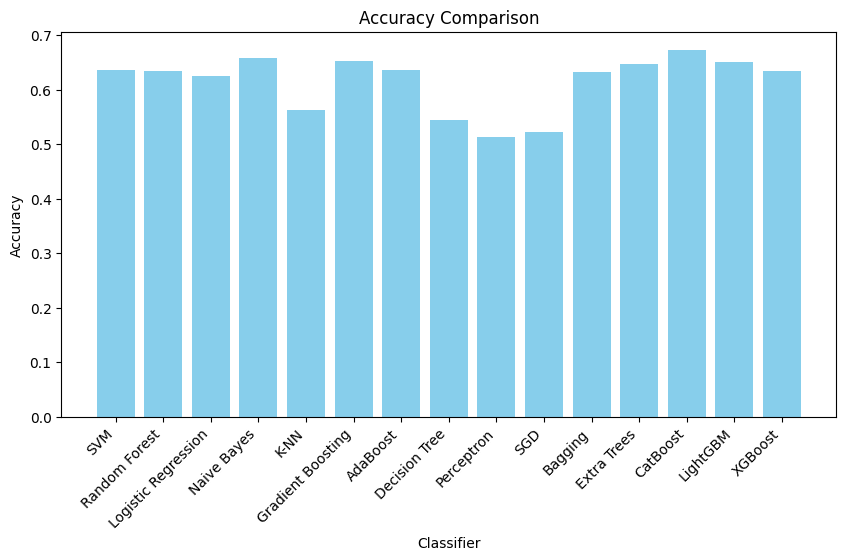 Accuracy Comparison
Accuracy
0.7
0.6
0.5
0.4
0.3
0.2
0.1
0.0
SVM
Random Forest
Logistic Regression
Naive Bayes
K-NN
Gradient Boosting
AdaBoost
Decision Tree
Perceptron
SGD
Bagging
Extra Trees
CatBoost
LightGBM
XGBoost
Classifier